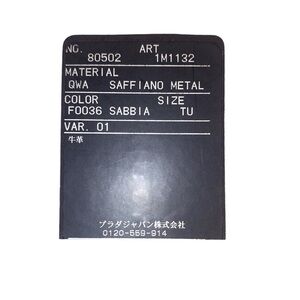 NO. ART
80502 1M1132
MATERIAL
QWA SAFFIANO METAL
COLOR SIZE
F0036 SABBIA TU
VAR. 01
牛革
プラダジャパン株式会社
0120-559-914